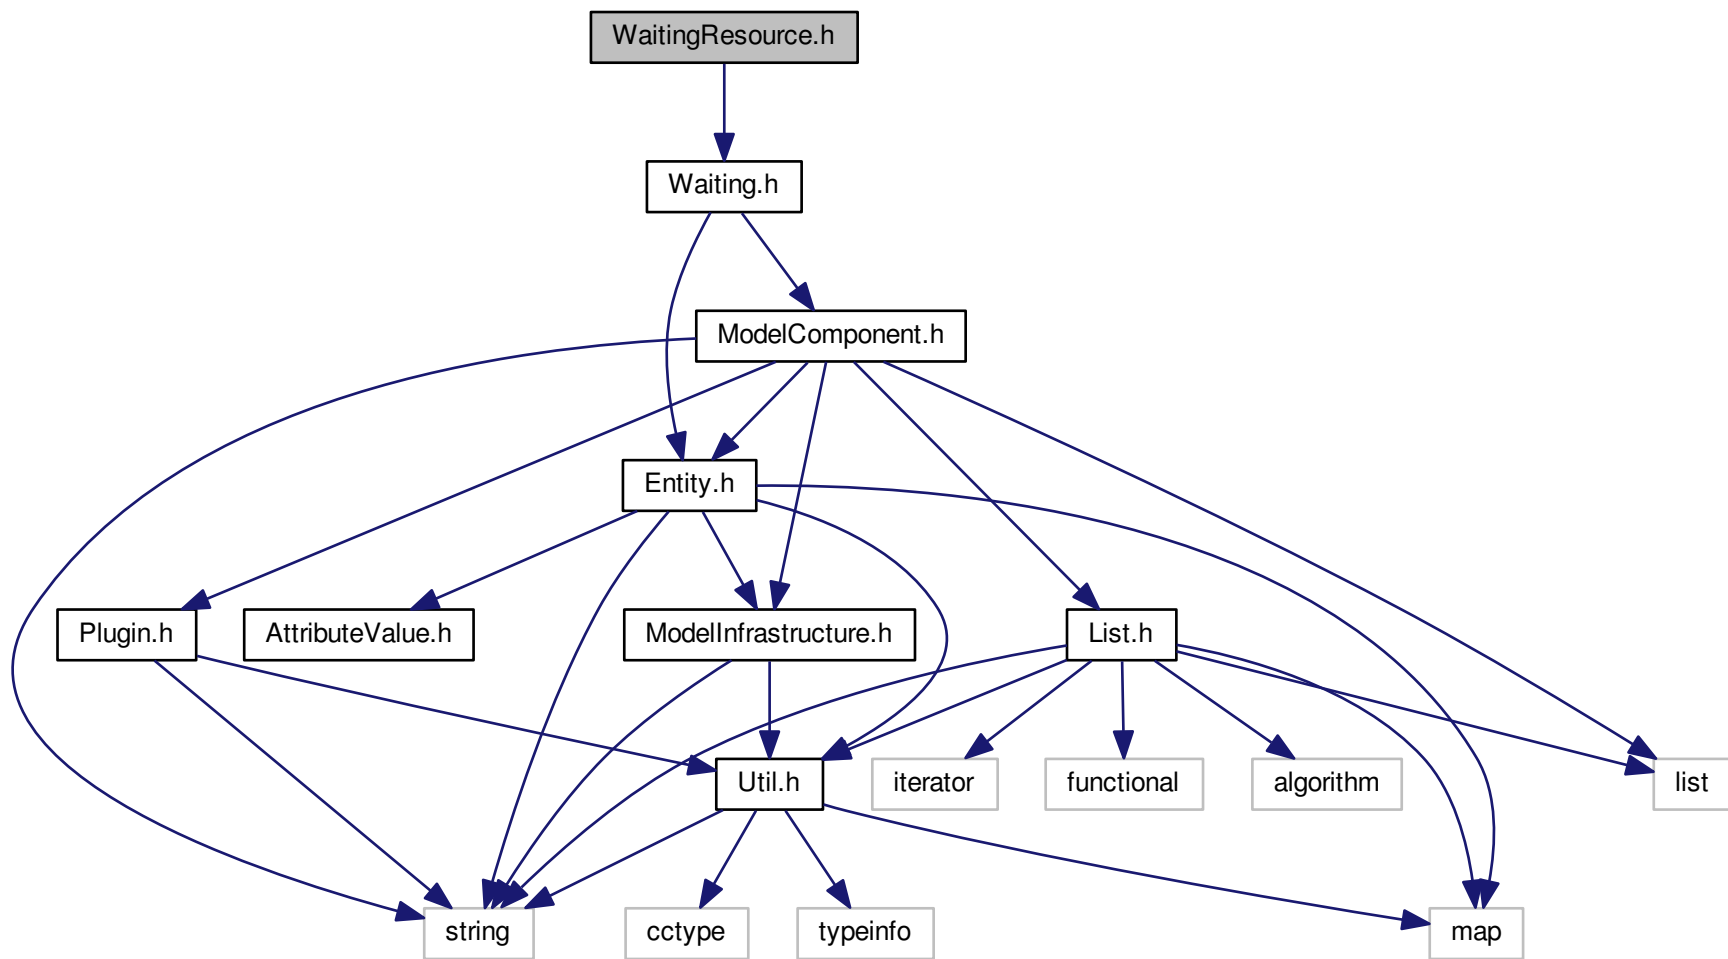 WaitingResource.h
Waiting.h
ModelComponent.h
Entity.h
Plugin.h
AttributeValue.h
ModelInfrastructure.h
List.h
Util.h
iterator
functional
algorithm
list
string
cctype
typeinfo
map